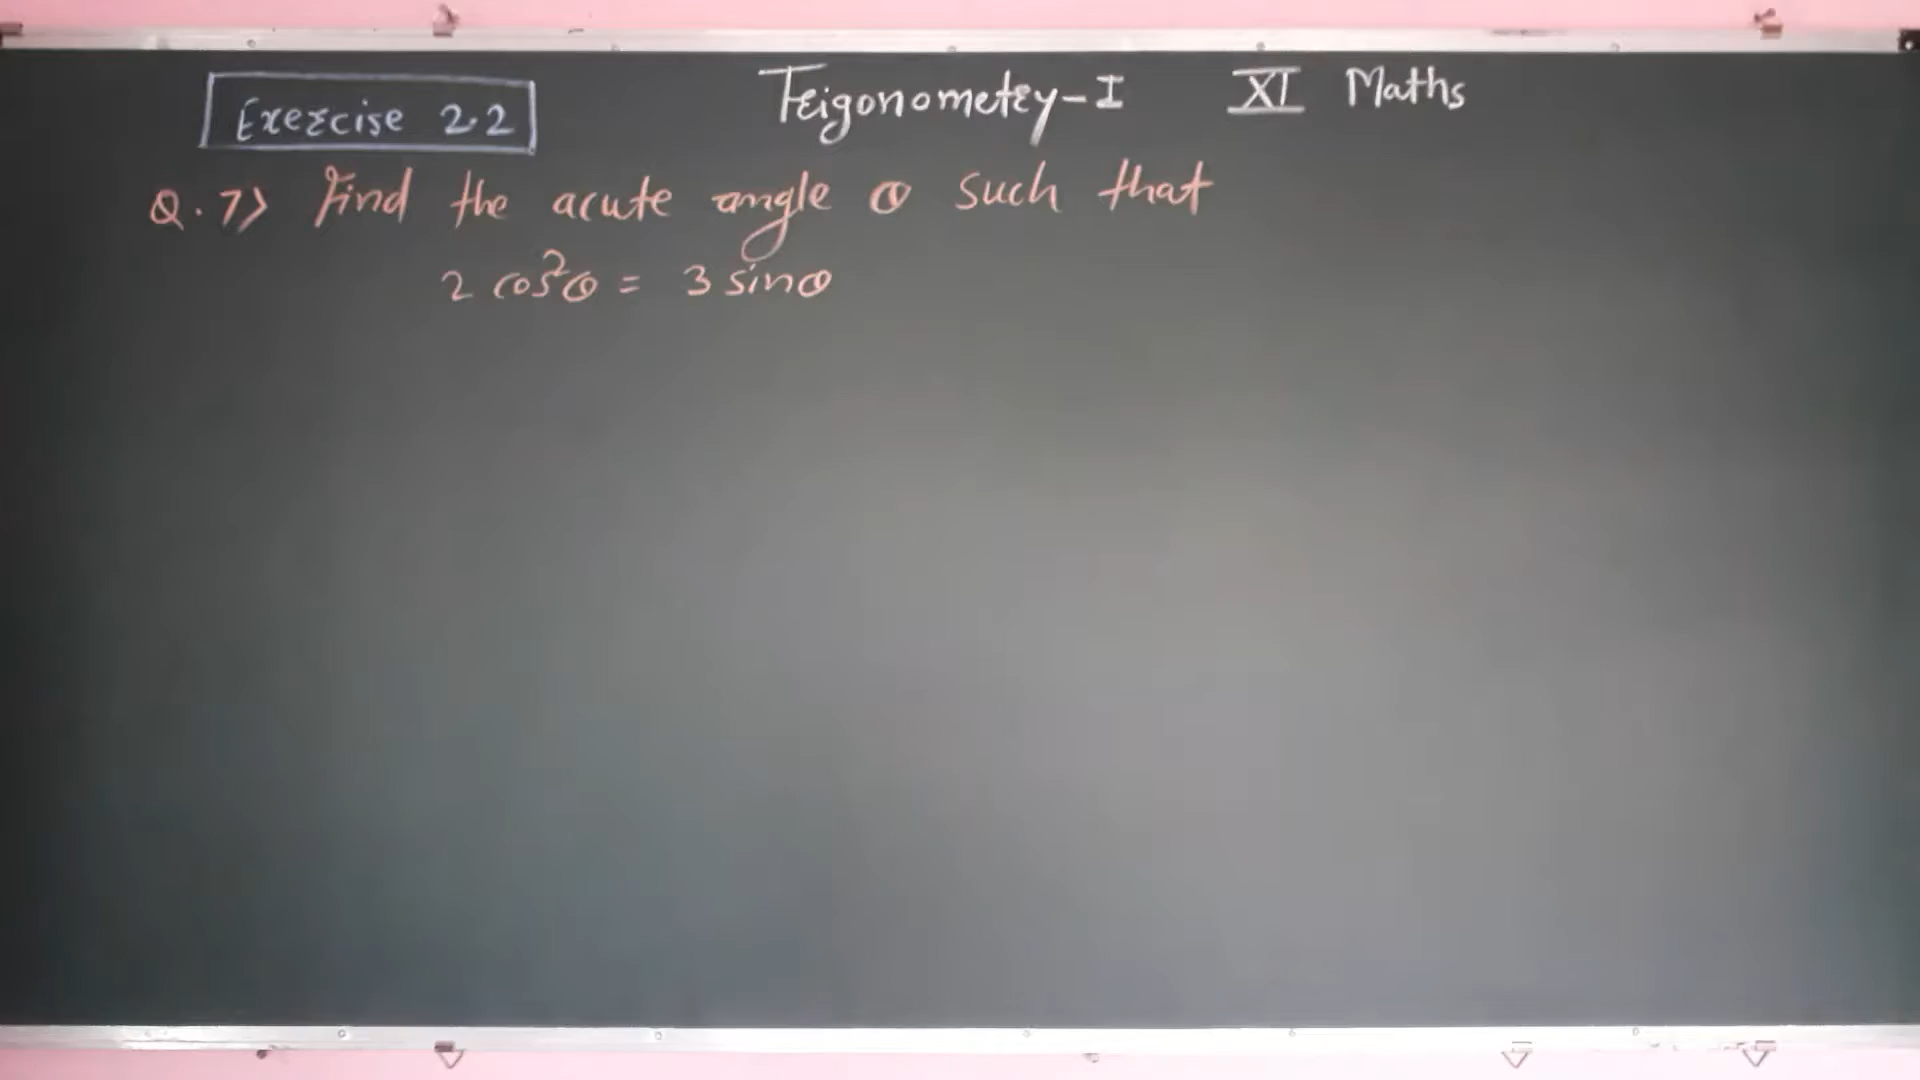 Exercise 2.2
Trigonometry-I XI Maths
Q.7> Find the acute angle θ such that
2 cos²θ = 3 sinθ